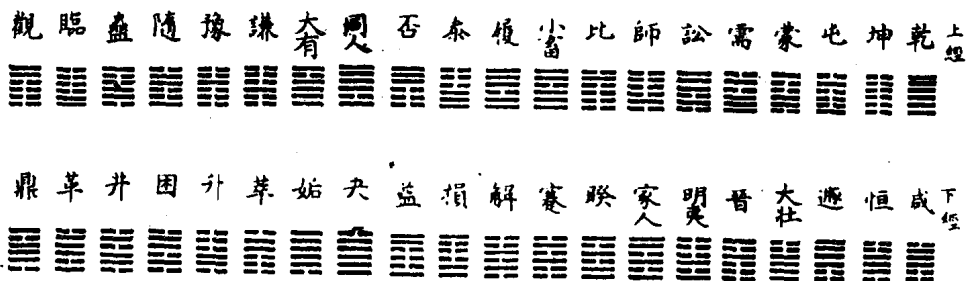 上經 乾 坤 屯 蒙 需 訟 師 比 小畜 履 泰 否 同人 大有 謙 豫 隨 蠱 臨 觀
下經 咸 恒 遯 大壯 晉 明夷 家人 睽 蹇 解 損 益 夬 姤 萃 升 困 井 革 鼎